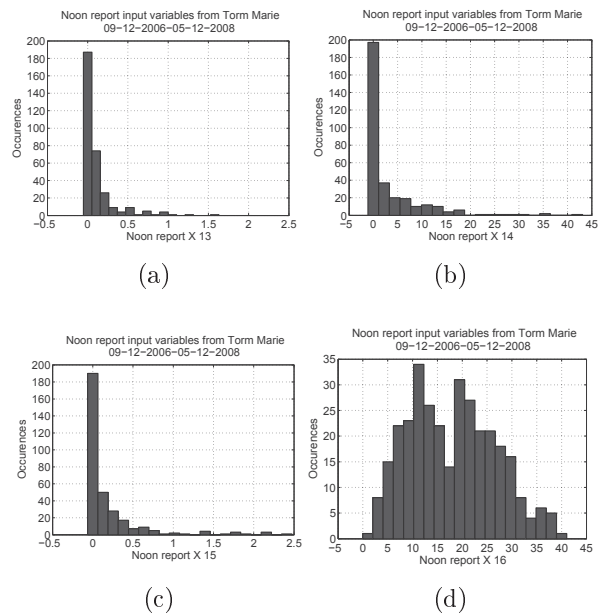 Noon report input variables from Torm Marie
09−12−2006−05−12−2008
200
180
160
140
120
100
80
60
40
20
0
Occurences
−0.5 0 0.5 1 1.5 2 2.5
Noon report X 13
(a)
Noon report input variables from Torm Marie
09−12−2006−05−12−2008
200
180
160
140
120
100
80
60
40
20
0
Occurences
−5 0 5 10 15 20 25 30 35 40 45
Noon report X 14
(b)
Noon report input variables from Torm Marie
09−12−2006−05−12−2008
200
180
160
140
120
100
80
60
40
20
0
Occurences
−0.5 0 0.5 1 1.5 2 2.5
Noon report X 15
(c)
Noon report input variables from Torm Marie
09−12−2006−05−12−2008
35
30
25
20
15
10
5
0
Occurences
−5 0 5 10 15 20 25 30 35 40 45
Noon report X 16
(d)